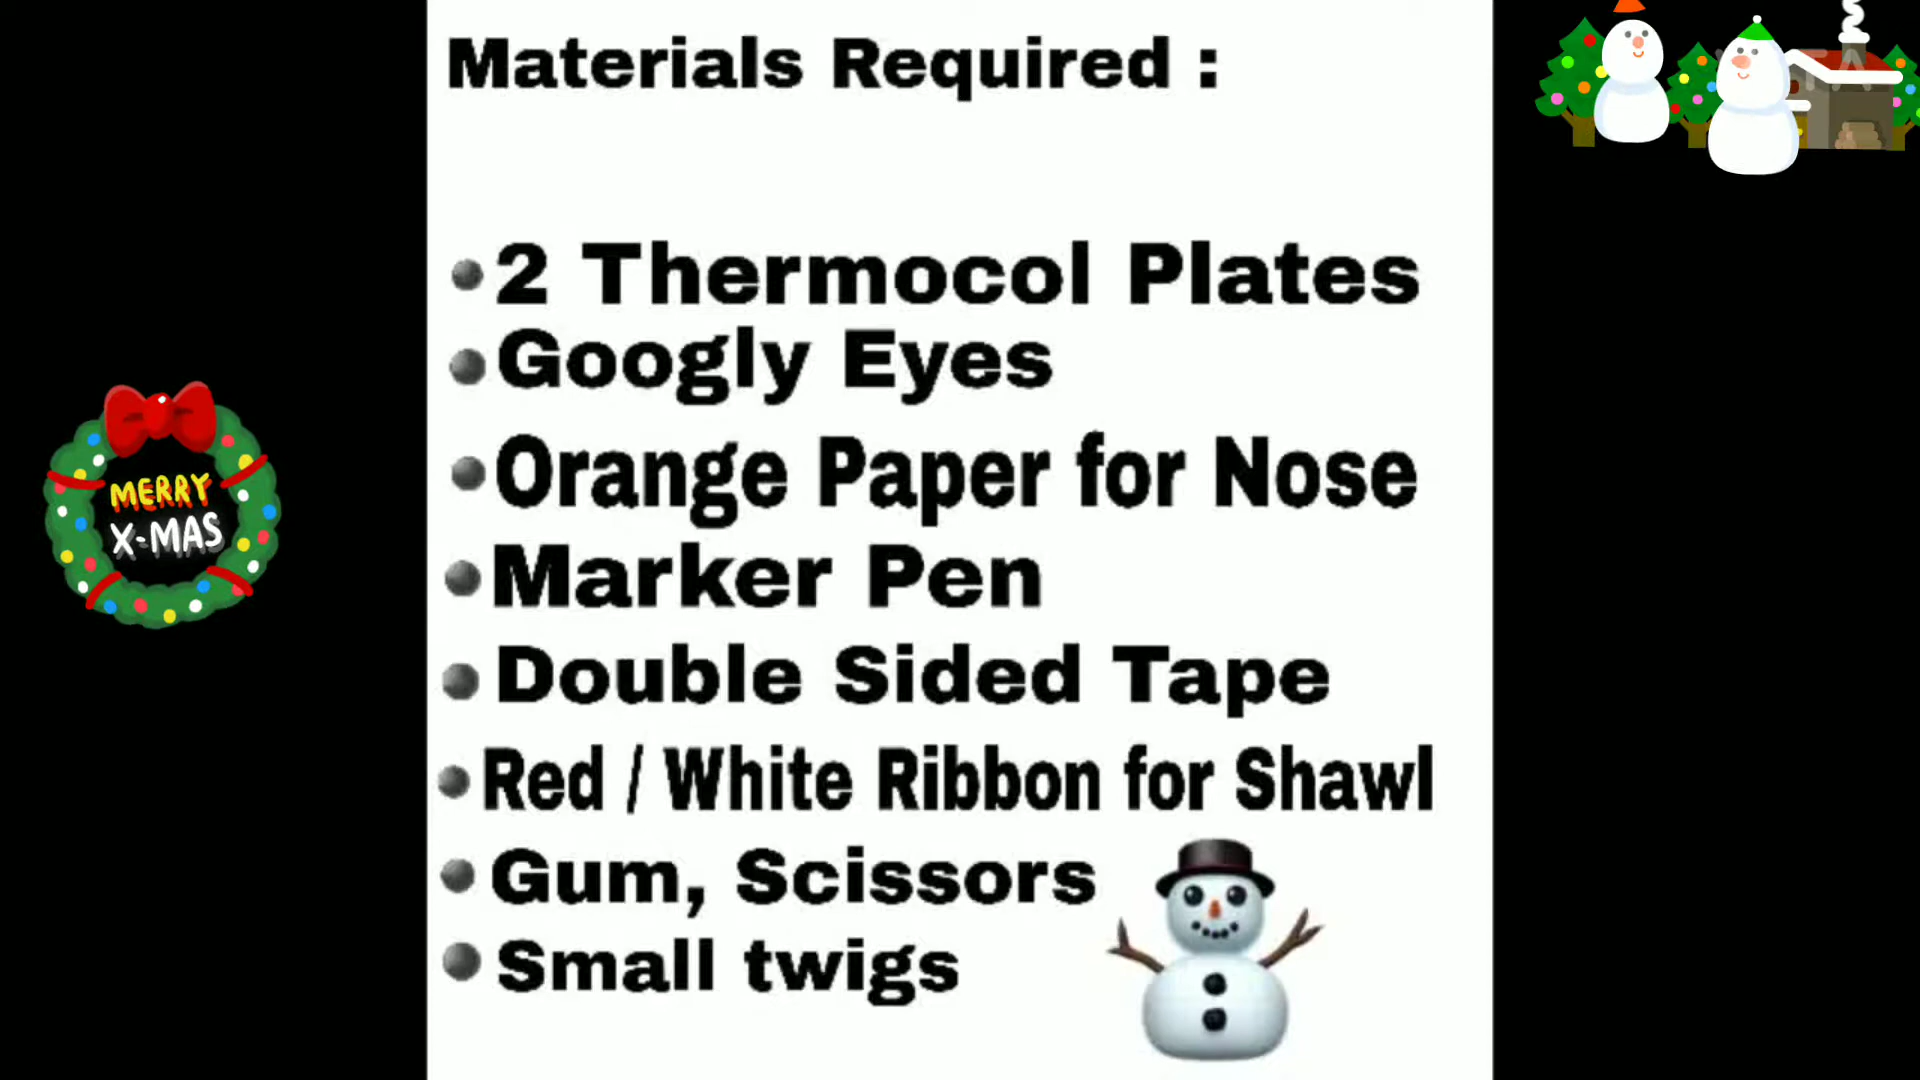 Materials Required :
2 Thermocol Plates
Googly Eyes
Orange Paper for Nose
Marker Pen
Double Sided Tape
Red / White Ribbon for Shawl
Gum, Scissors
Small twigs
MERRY
X-MAS